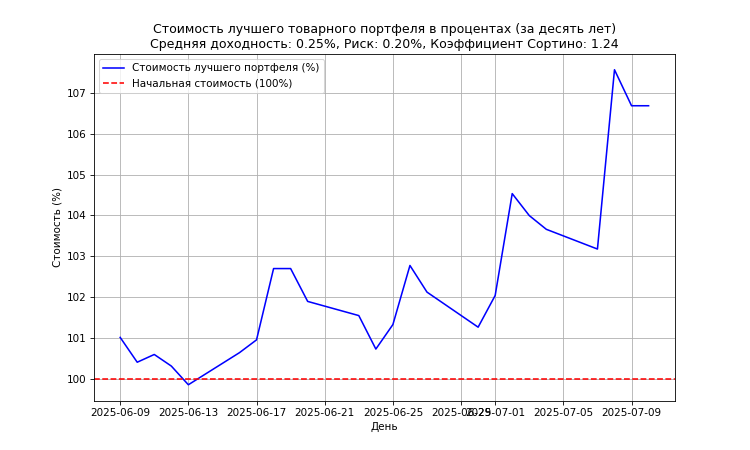 Стоимость лучшего товарного портфеля в процентах (за десять лет)
Средняя доходность: 0.25%, Риск: 0.20%, Коэффициент Сортино: 1.24
Стоимость лучшего портфеля (%)
Начальная стоимость (100%)
Стоимость (%)
107
106
105
104
103
102
101
100
2025-06-09 2025-06-13 2025-06-17 2025-06-21 2025-06-25 2025-06-29 2025-07-01 2025-07-05 2025-07-09
День